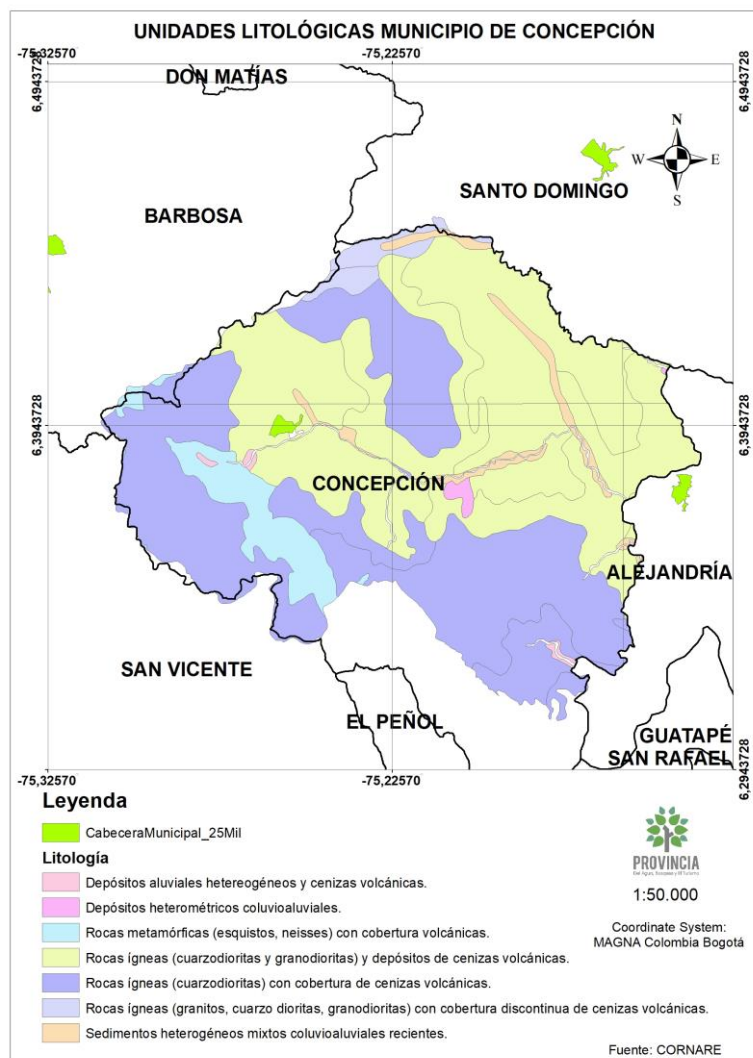 UNIDADES LITOLÓGICAS MUNICIPIO DE CONCEPCIÓN
-75,32570
-75,22570
6,4943728
6,4943728
DON MATÍAS
N
W
E
S
SANTO DOMINGO
BARBOSA
6,3943728
6,3943728
CONCEPCIÓN
ALEJANDRÍA
SAN VICENTE
EL PEÑOL
GUATAPÉ
SAN RAFAEL
6,2943728
-75,32570
-75,22570
Leyenda
CabeceraMunicipal_25Mil
Litología
Depósitos aluviales hetereogéneos y cenizas volcánicas.
Depósitos heterométricos coluvioaluviales.
Rocas metamórficas (esquistos, neisses) con cobertura volcánicas.
Rocas ígneas (cuarzodioritas y granodioritas) y depósitos de cenizas volcánicas.
Rocas ígneas (cuarzodioritas) con cobertura de cenizas volcánicas.
Rocas ígneas (granitos, cuarzo dioritas, granodioritas) con cobertura discontinua de cenizas volcánicas.
Sedimentos heterogéneos mixtos coluvioaluviales recientes.
PROVINCIA
1:50.000
Coordinate System:
MAGNA Colombia Bogotá
Fuente: CORNARE